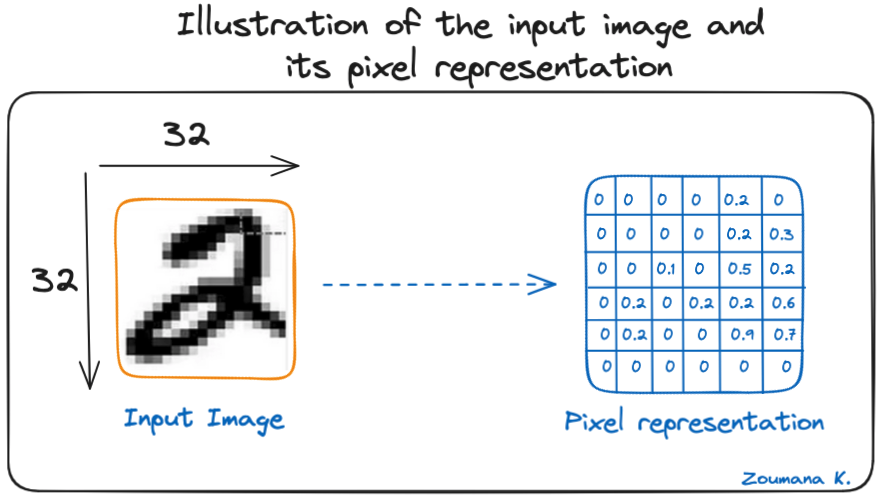 Illustration of the input image and
its pixel representation
32
32
0 0 0 0 0.2 0
0 0 0 0 0.2 0.3
0 0 0.1 0 0.5 0.2
0 0.2 0 0.2 0.2 0.6
0 0.2 0 0 0.9 0.7
0 0 0 0 0 0
Input Image
Pixel representation
Zoumana K.